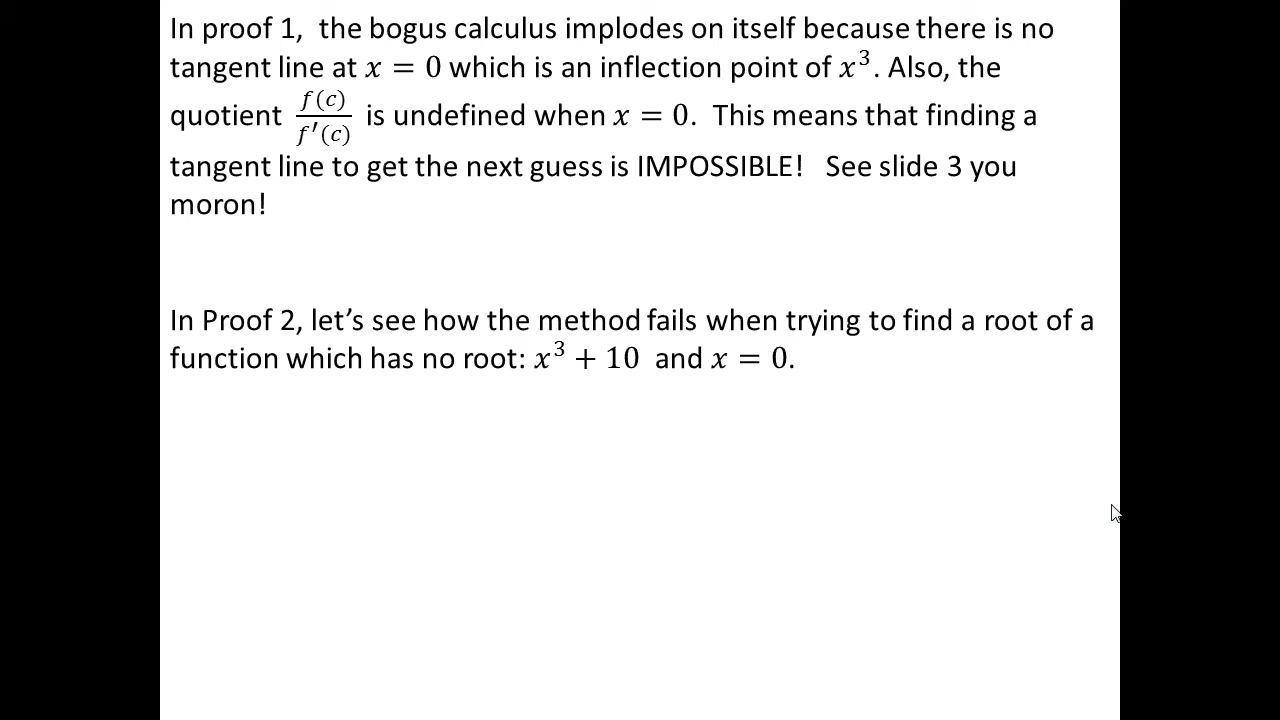 In proof 1, the bogus calculus implodes on itself because there is no
tangent line at x = 0 which is an inflection point of x³. Also, the
quotient f(c)/f′(c) is undefined when x = 0. This means that finding a
tangent line to get the next guess is IMPOSSIBLE! See slide 3 you
moron!
In Proof 2, let’s see how the method fails when trying to find a root of a
function which has no root: x³ + 10 and x = 0.